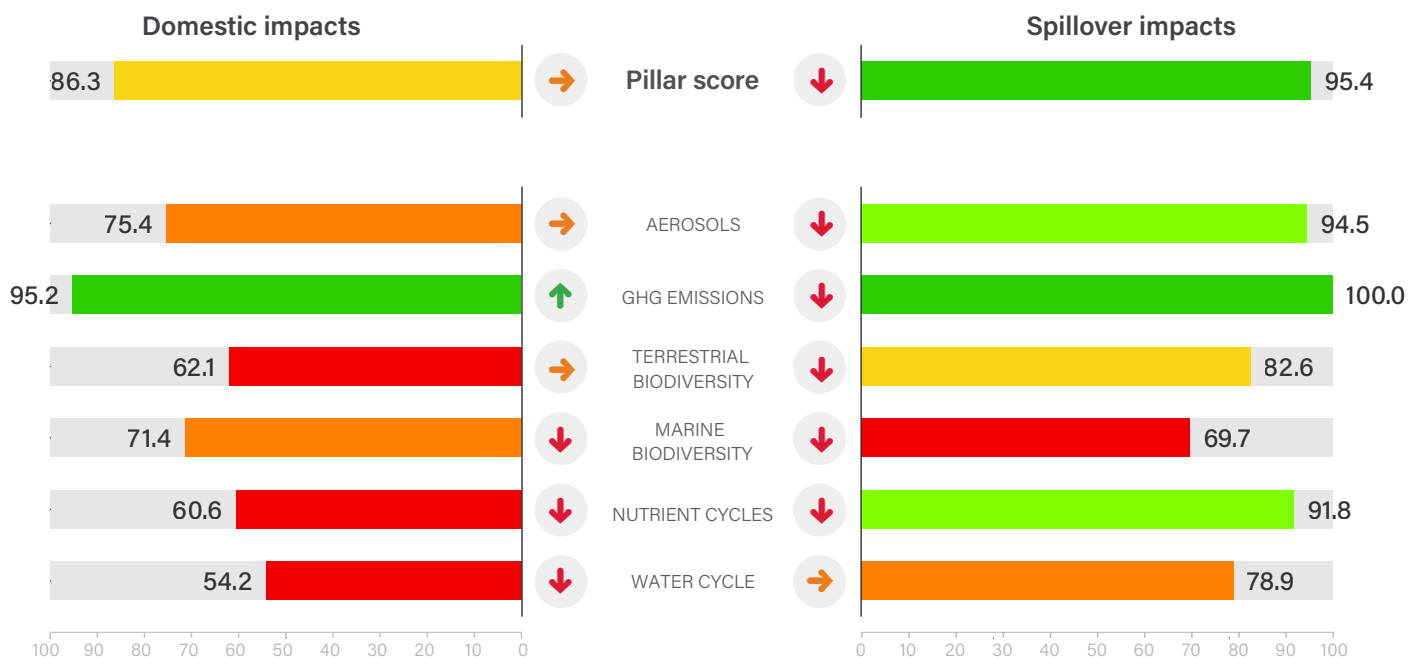 Domestic impacts Spillover impacts
86.3 Pillar score 95.4
75.4 AEROSOLS 94.5
95.2 GHG EMISSIONS 100.0
62.1 TERRESTRIAL 82.6
BIODIVERSITY
71.4 MARINE 69.7
BIODIVERSITY
60.6 NUTRIENT CYCLES 91.8
54.2 WATER CYCLE 78.9
100 90 80 70 60 50 40 30 20 10 0 0 10 20 30 40 50 60 70 80 90 100